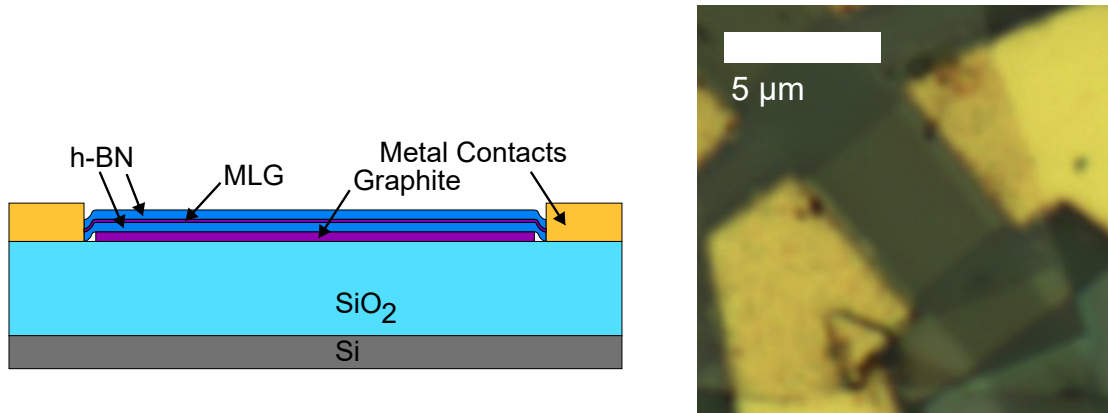 h-BN
MLG
Metal Contacts
Graphite
SiO2
Si
5 µm